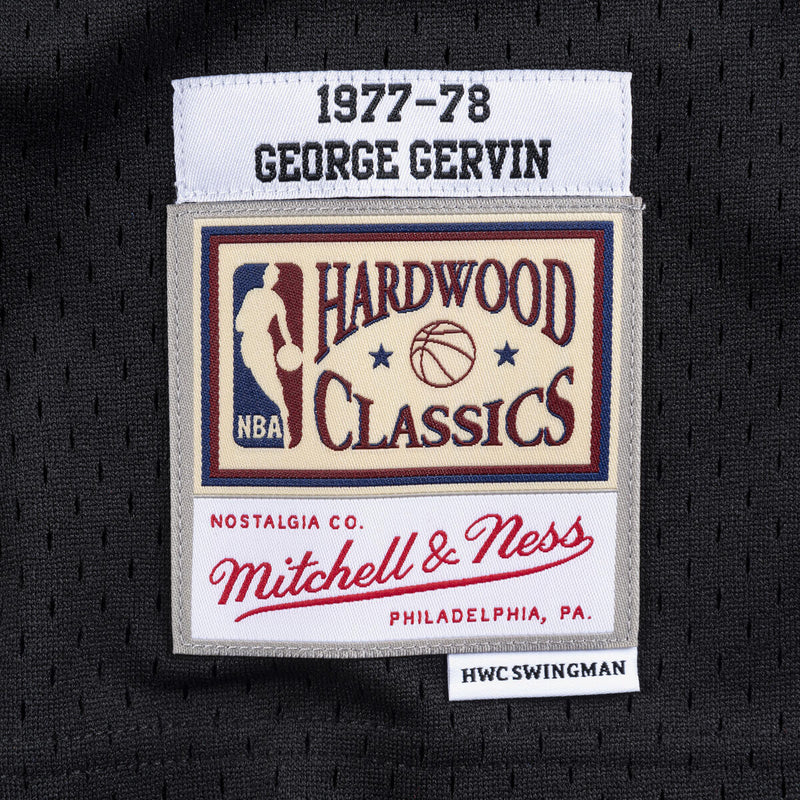 1977-78
GEORGE GERVIN
HARDWOOD
CLASSICS
NBA
NOSTALGIA CO.
Mitchell & Ness
PHILADELPHIA, PA.
HWC SWINGMAN